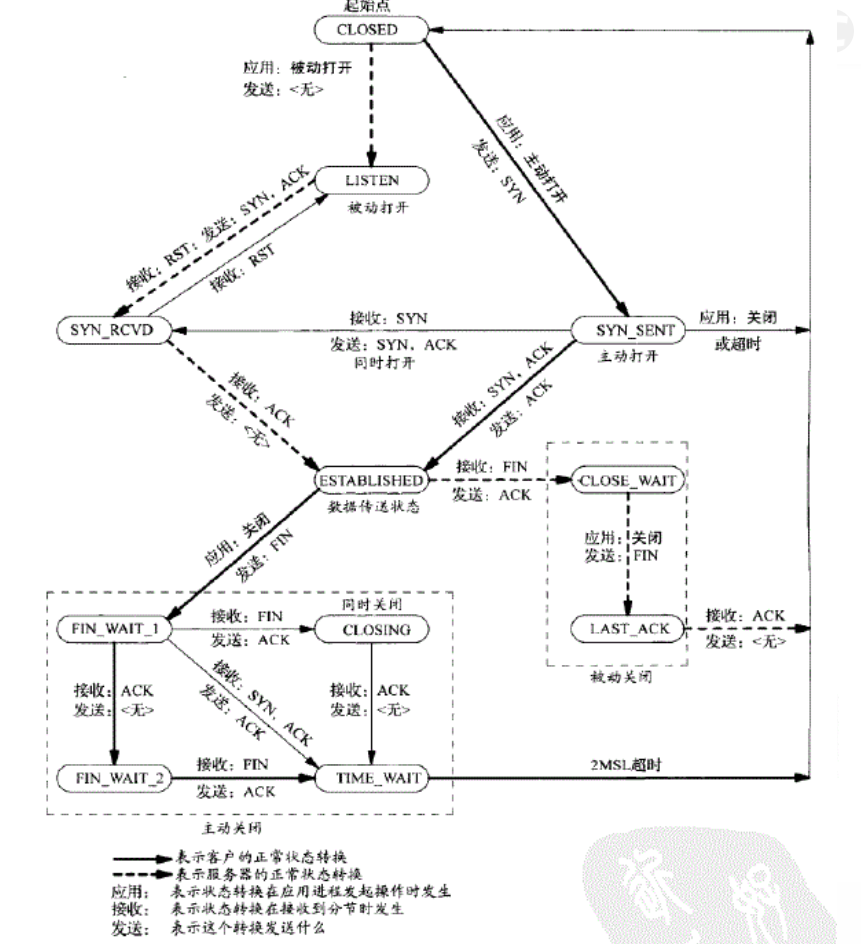 起始点
CLOSED
应用：被动打开
发送：<无>
应用：主动打开
发送：SYN
LISTEN
被动打开
接收：RST；发送：SYN，ACK
接收：RST
SYN_RCVD
接收：SYN
发送：SYN，ACK
同时打开
SYN_SENT
主动打开
应用：关闭
或超时
接收：ACK
发送：<无>
接收：SYN，ACK
发送：ACK
ESTABLISHED
数据传送状态
接收：FIN
发送：ACK
CLOSE_WAIT
应用：关闭
发送：FIN
应用：关闭
发送：FIN
同时关闭
FIN_WAIT_1
接收：FIN
发送：ACK
CLOSING
LAST_ACK
接收：ACK
发送：<无>
被动关闭
接收：ACK
发送：<无>
接收：SYN，ACK
发送：ACK
接收：ACK
发送：<无>
FIN_WAIT_2
接收：FIN
发送：ACK
TIME_WAIT
2MSL超时
主动关闭
表示客户的正常状态转换
表示服务器的正常状态转换
应用： 表示状态转换在应用进程发起操作时发生
接收： 表示状态转换在接收到分节时发生
发送： 表示这个转换发送什么